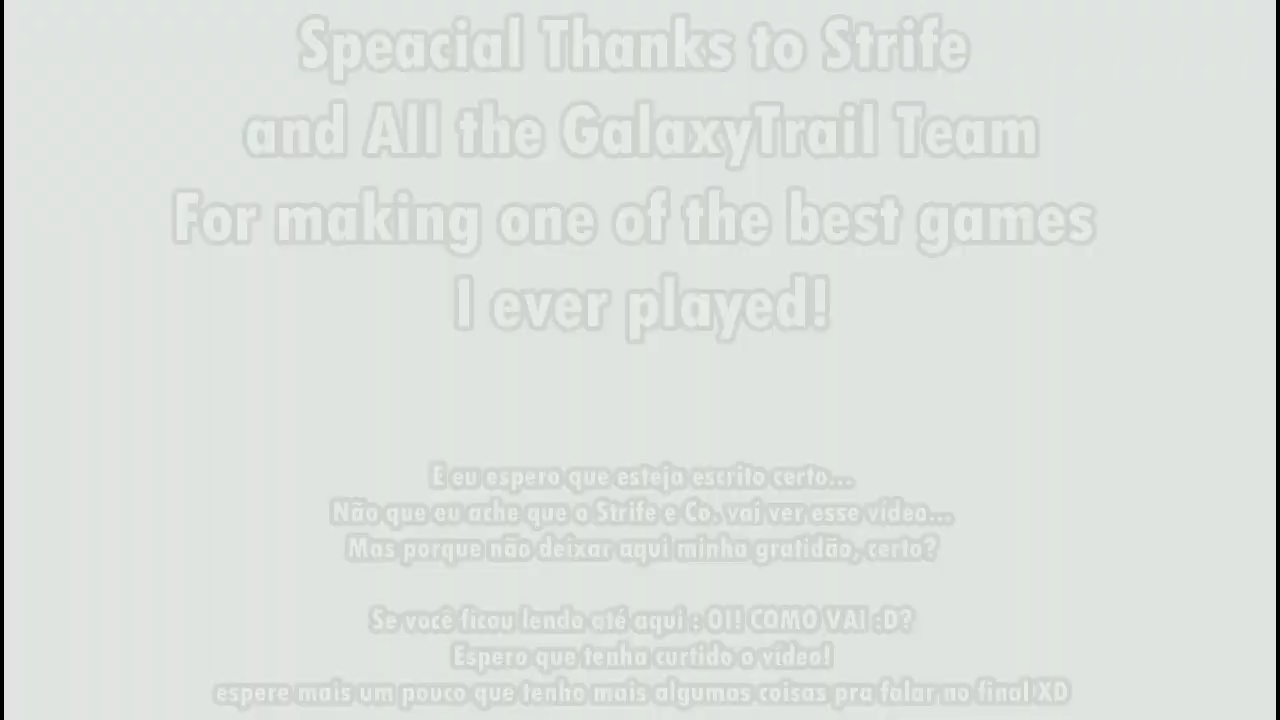 Speacial Thanks to Strife
and All the GalaxyTrail Team
For making one of the best games
I ever played!
E eu espero que esteja escrito certo...
Não que eu ache que o Strife e Co. vai ver esse vídeo...
Mas porque não deixar aqui minha gratidão, certo?
Se você ficou lendo até aqui : OI! COMO VAI :D?
Espero que tenha curtido o vídeo!
espere mais um pouco que tenho mais algumas coisas pra falar no final XD